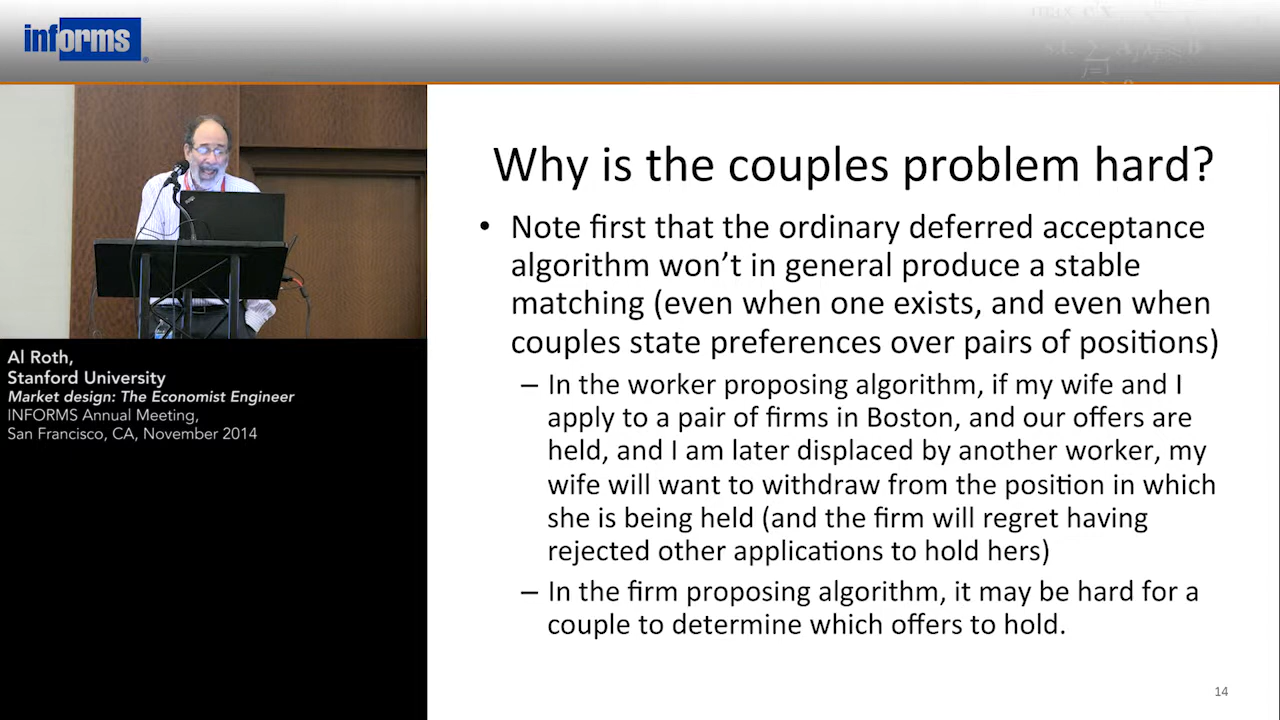 informs
Al Roth,
Stanford University
Market design: The Economist Engineer
INFORMS Annual Meeting,
San Francisco, CA, November 2014
Why is the couples problem hard?
• Note first that the ordinary deferred acceptance
algorithm won't in general produce a stable
matching (even when one exists, and even when
couples state preferences over pairs of positions)
– In the worker proposing algorithm, if my wife and I
apply to a pair of firms in Boston, and our offers are
held, and I am later displaced by another worker, my
wife will want to withdraw from the position in which
she is being held (and the firm will regret having
rejected other applications to hold hers)
– In the firm proposing algorithm, it may be hard for a
couple to determine which offers to hold.
14